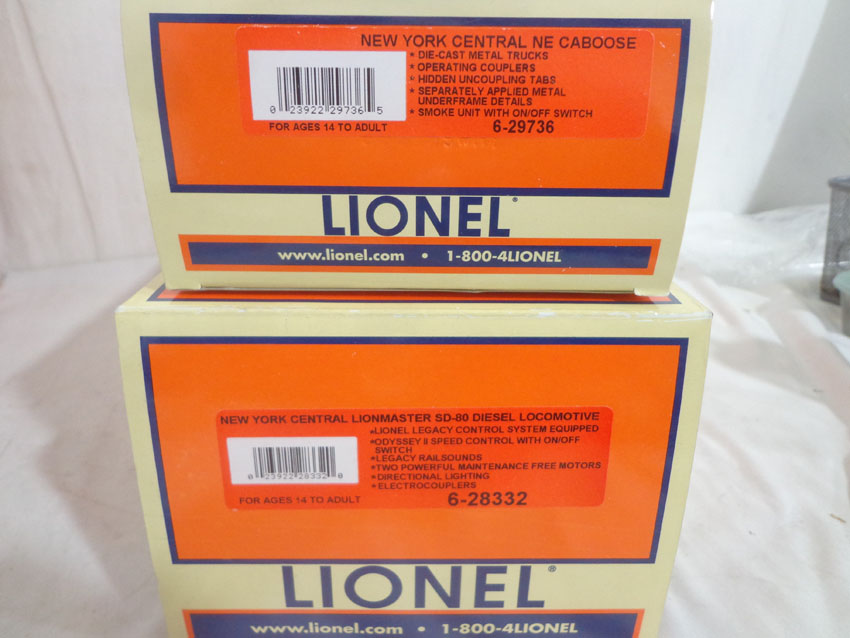 NEW YORK CENTRAL NE CABOOSE
* DIE-CAST METAL TRUCKS
* OPERATING COUPLERS
* HIDDEN UNCOUPLING TABS
* SEPARATELY APPLIED METAL
UNDERFRAME DETAILS
* SMOKE UNIT WITH ON/OFF SWITCH
0 23922 29736 5
FOR AGES 14 TO ADULT
6-29736
LIONEL®
www.lionel.com • 1-800-4LIONEL
NEW YORK CENTRAL LIONMASTER SD-80 DIESEL LOCOMOTIVE
*LIONEL LEGACY CONTROL SYSTEM EQUIPPED
*ODYSSEY II SPEED CONTROL WITH ON/OFF
SWITCH
*LEGACY RAILSOUNDS
*TWO POWERFUL MAINTENANCE FREE MOTORS
*DIRECTIONAL LIGHTING
*ELECTROCOUPLERS
0 23922 28332 0
FOR AGES 14 TO ADULT
6-28332
LIONEL®
www.lionel.com • 1-800-4LIONEL